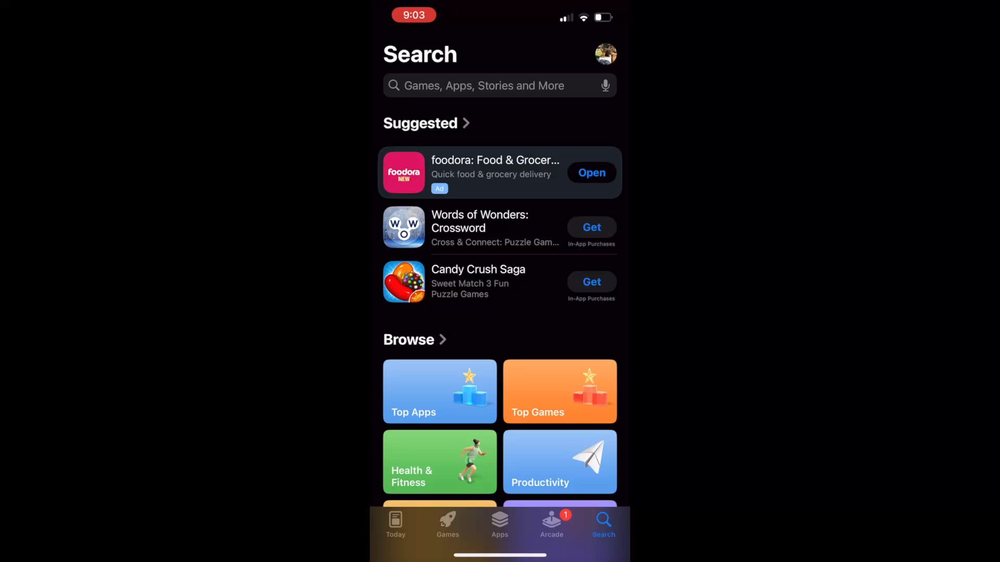 9:03
Search
Games, Apps, Stories and More
Suggested
foodora
NEW
foodora: Food & Grocer...
Quick food & grocery delivery
Ad
Open
W W
O
Words of Wonders:
Crossword
Cross & Connect: Puzzle Gam...
Get
In-App Purchases
King
Candy Crush Saga
Sweet Match 3 Fun
Puzzle Games
Get
In-App Purchases
Browse
Top Apps
Top Games
Health &
Fitness
Productivity
1
Today
Games
Apps
Arcade
Search